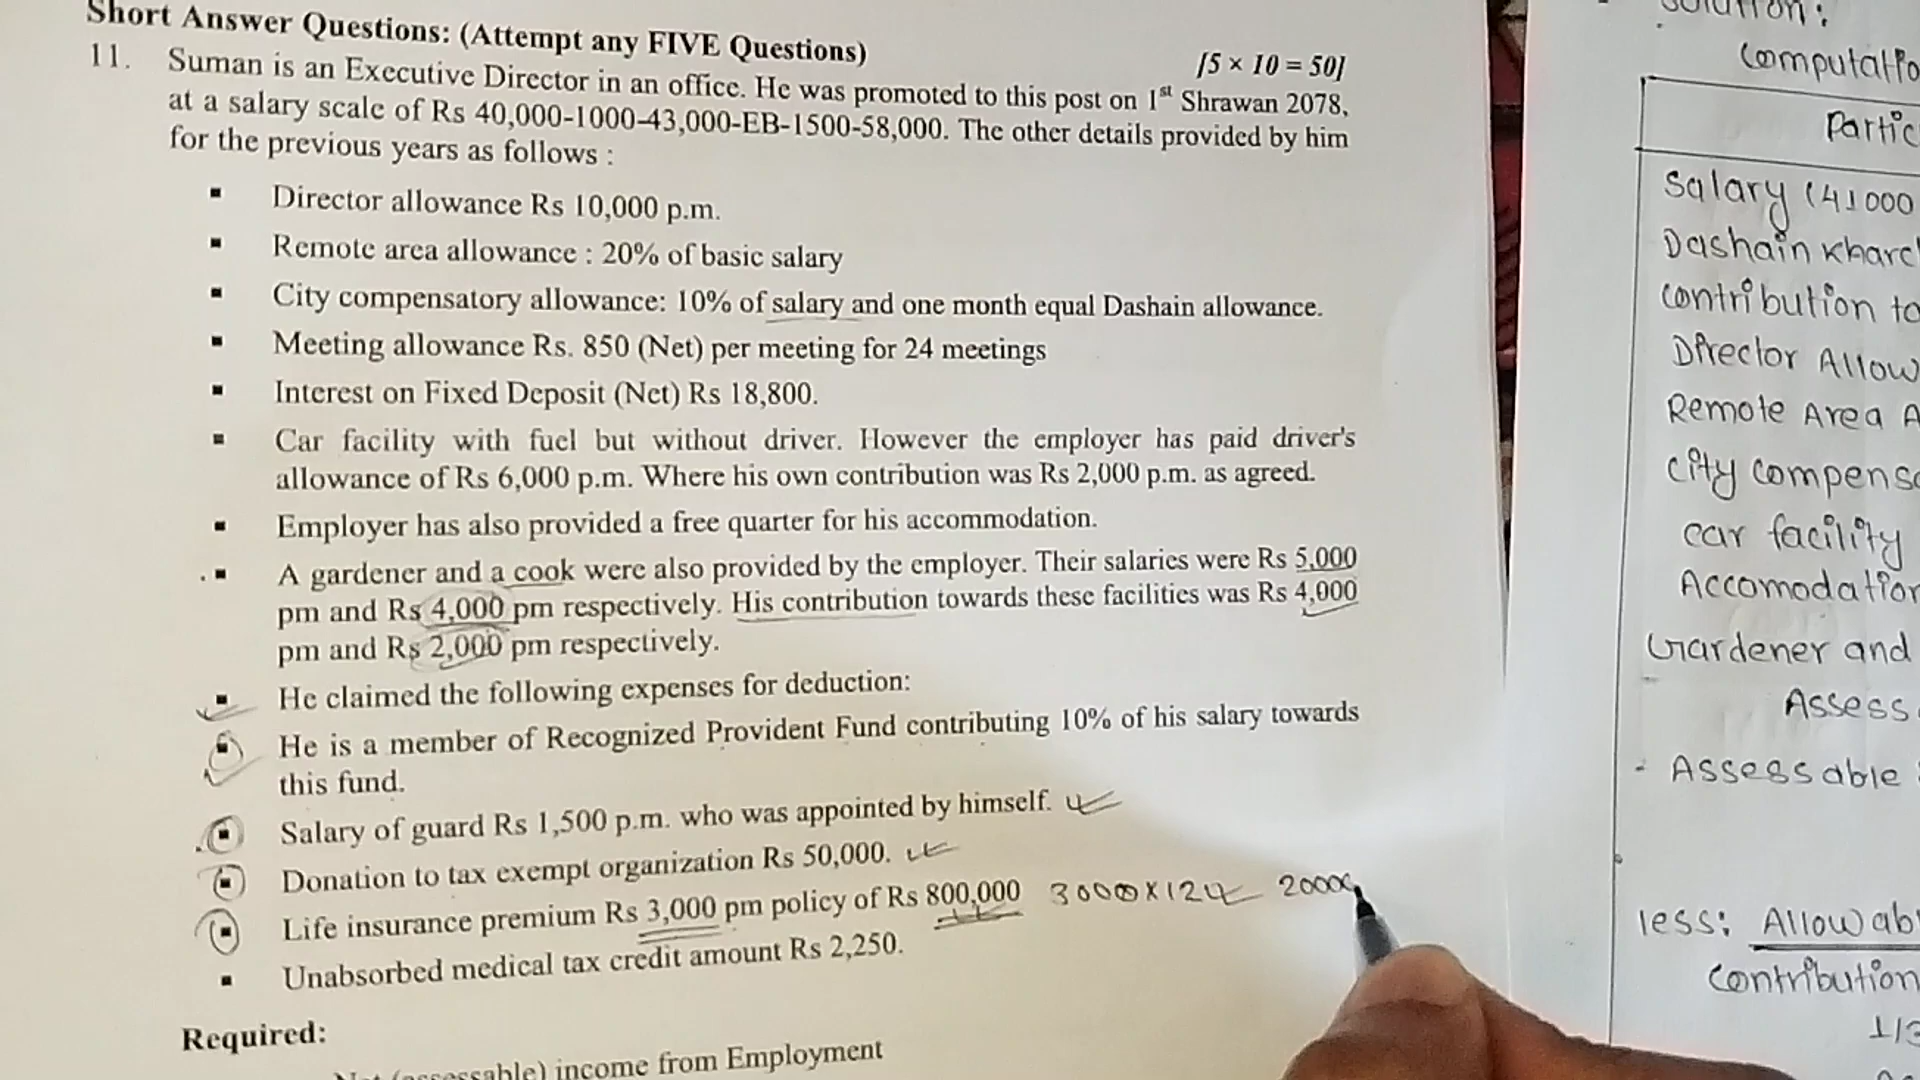 Short Answer Questions: (Attempt any FIVE Questions)
[5 × 10 = 50]
11. Suman is an Executive Director in an office. He was promoted to this post on 1st Shrawan 2078,
at a salary scale of Rs 40,000-1000-43,000-EB-1500-58,000. The other details provided by him
for the previous years as follows :
▪ Director allowance Rs 10,000 p.m.
▪ Remote area allowance : 20% of basic salary
▪ City compensatory allowance: 10% of salary and one month equal Dashain allowance.
▪ Meeting allowance Rs. 850 (Net) per meeting for 24 meetings
▪ Interest on Fixed Deposit (Net) Rs 18,800.
▪ Car facility with fuel but without driver. However the employer has paid driver's
allowance of Rs 6,000 p.m. Where his own contribution was Rs 2,000 p.m. as agreed.
▪ Employer has also provided a free quarter for his accommodation.
▪ A gardener and a cook were also provided by the employer. Their salaries were Rs 5,000
pm and Rs 4,000 pm respectively. His contribution towards these facilities was Rs 4,000
pm and Rs 2,000 pm respectively.
▪ He claimed the following expenses for deduction:
▪ He is a member of Recognized Provident Fund contributing 10% of his salary towards
this fund.
▪ Salary of guard Rs 1,500 p.m. who was appointed by himself.
▪ Donation to tax exempt organization Rs 50,000.
▪ Life insurance premium Rs 3,000 pm policy of Rs 800,000 3000×12
▪ Unabsorbed medical tax credit amount Rs 2,250.
Required:
(assessable) income from Employment
Solution:
Computatio
Partic
Salary (41000
Dashain kharc
Contribution to
Director Allow
Remote Area A
City compensa
car facility
Accomodation
Gardener and
Assess
- Assessable
less: Allowab
Contribution
1/3